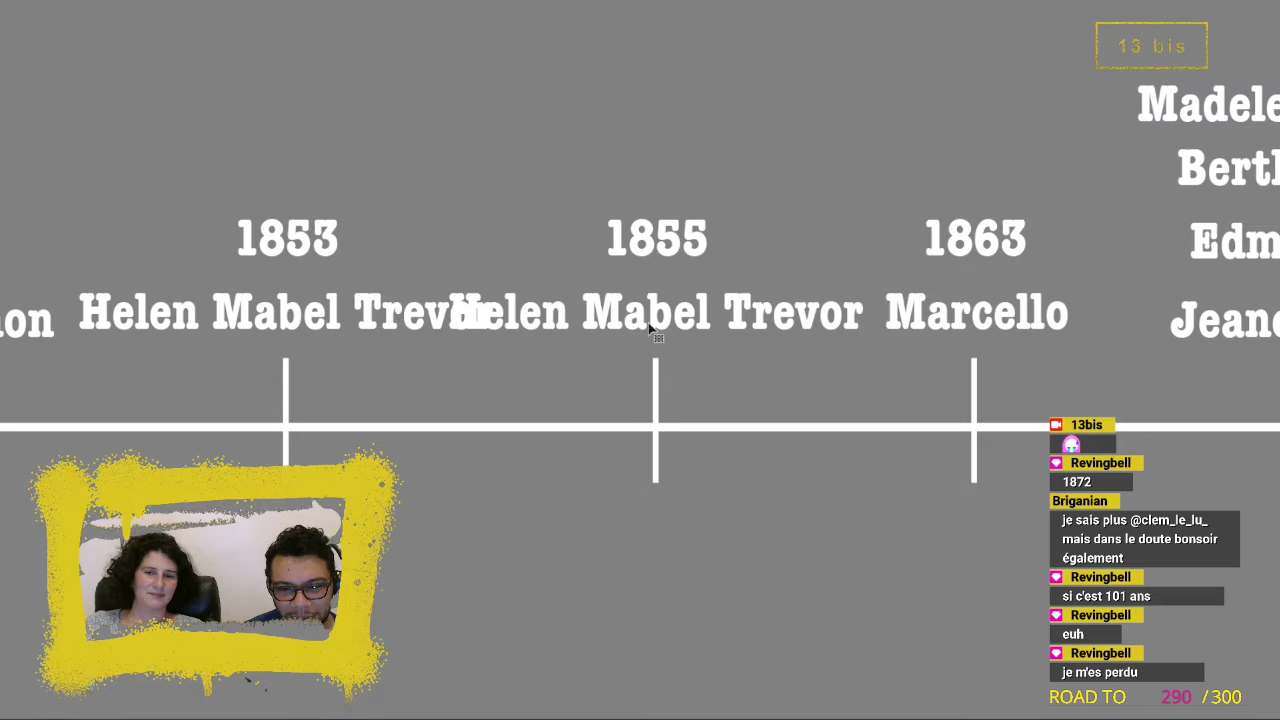 13 bis
Madele
Bert
Edm
Jean
1853
1855
1863
on
Helen Mabel Trev
Helen Mabel Trevor
Marcello
13bis
Revingbell
1872
Briganian
je sais plus @clem_le_lu_
mais dans le doute bonsoir
également
Revingbell
si c'est 101 ans
Revingbell
euh
Revingbell
je m'es perdu
ROAD TO 290 /300